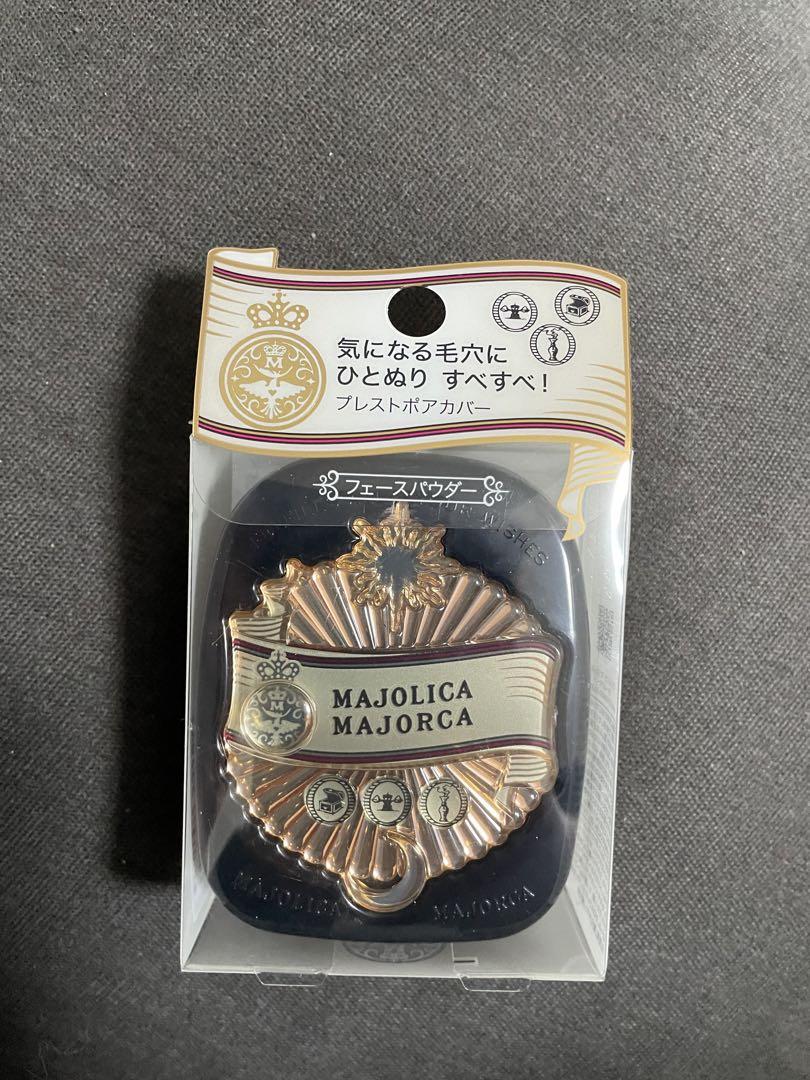 M
気になる毛穴に
ひとぬり すべすべ!
プレストポアカバー
フェースパウダー
WISHES
M
MAJOLICA
MAJORCA
MAJOLICA MAJORCA